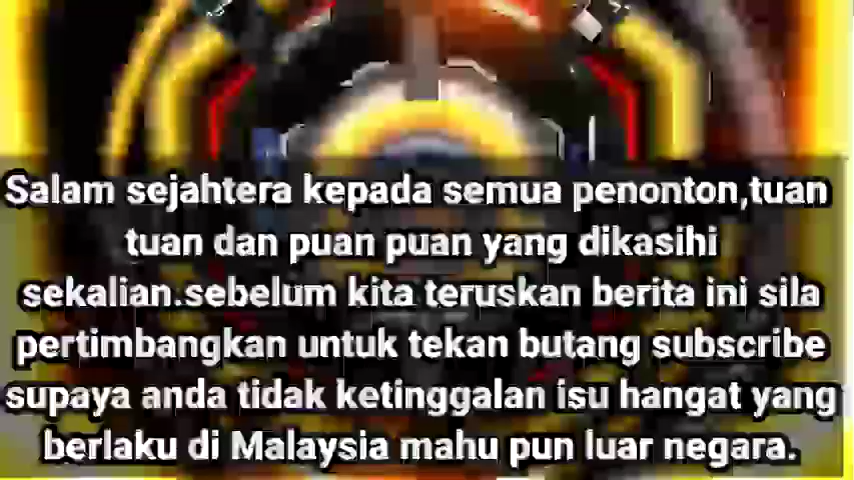 Salam sejahtera kepada semua penonton,tuan
tuan dan puan puan yang dikasihi
sekalian.sebelum kita teruskan berita ini sila
pertimbangkan untuk tekan butang subscribe
supaya anda tidak ketinggalan isu hangat yang
berlaku di Malaysia mahu pun luar negara.